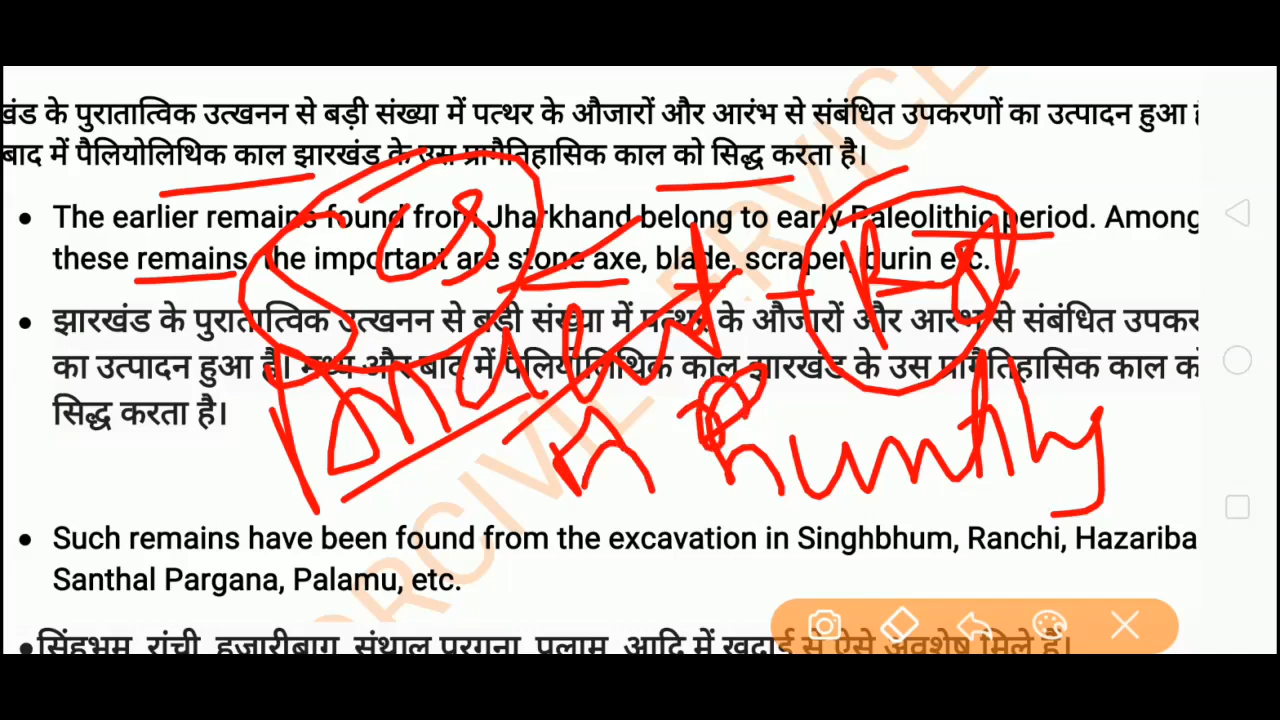 खंड के पुरातात्विक उत्खनन से बड़ी संख्या में पत्थर के औजारों और आरंभ से संबंधित उपकरणों का उत्पादन हुआ
बाद में पैलियोलिथिक काल झारखंड के उस प्रागैतिहासिक काल को सिद्ध करता है।
• The earlier remains found from Jharkhand belong to early Paleolithic period. Among
these remains, the important are stone axe, blade, scraper, burin etc.
• झारखंड के पुरातात्विक उत्खनन से बड़ी संख्या में पत्थर के औजारों और आरंभ से संबंधित उपकर
का उत्पादन हुआ है। मध्य और बाद में पैलियोलिथिक काल झारखंड के उस प्रागैतिहासिक काल को
सिद्ध करता है।
• Such remains have been found from the excavation in Singhbhum, Ranchi, Hazariba
Santhal Pargana, Palamu, etc.
•सिंहभूम, रांची, हजारीबाग, संथाल परगना, पलामू, आदि में खुदाई से ऐसे अवशेष मिले हैं।